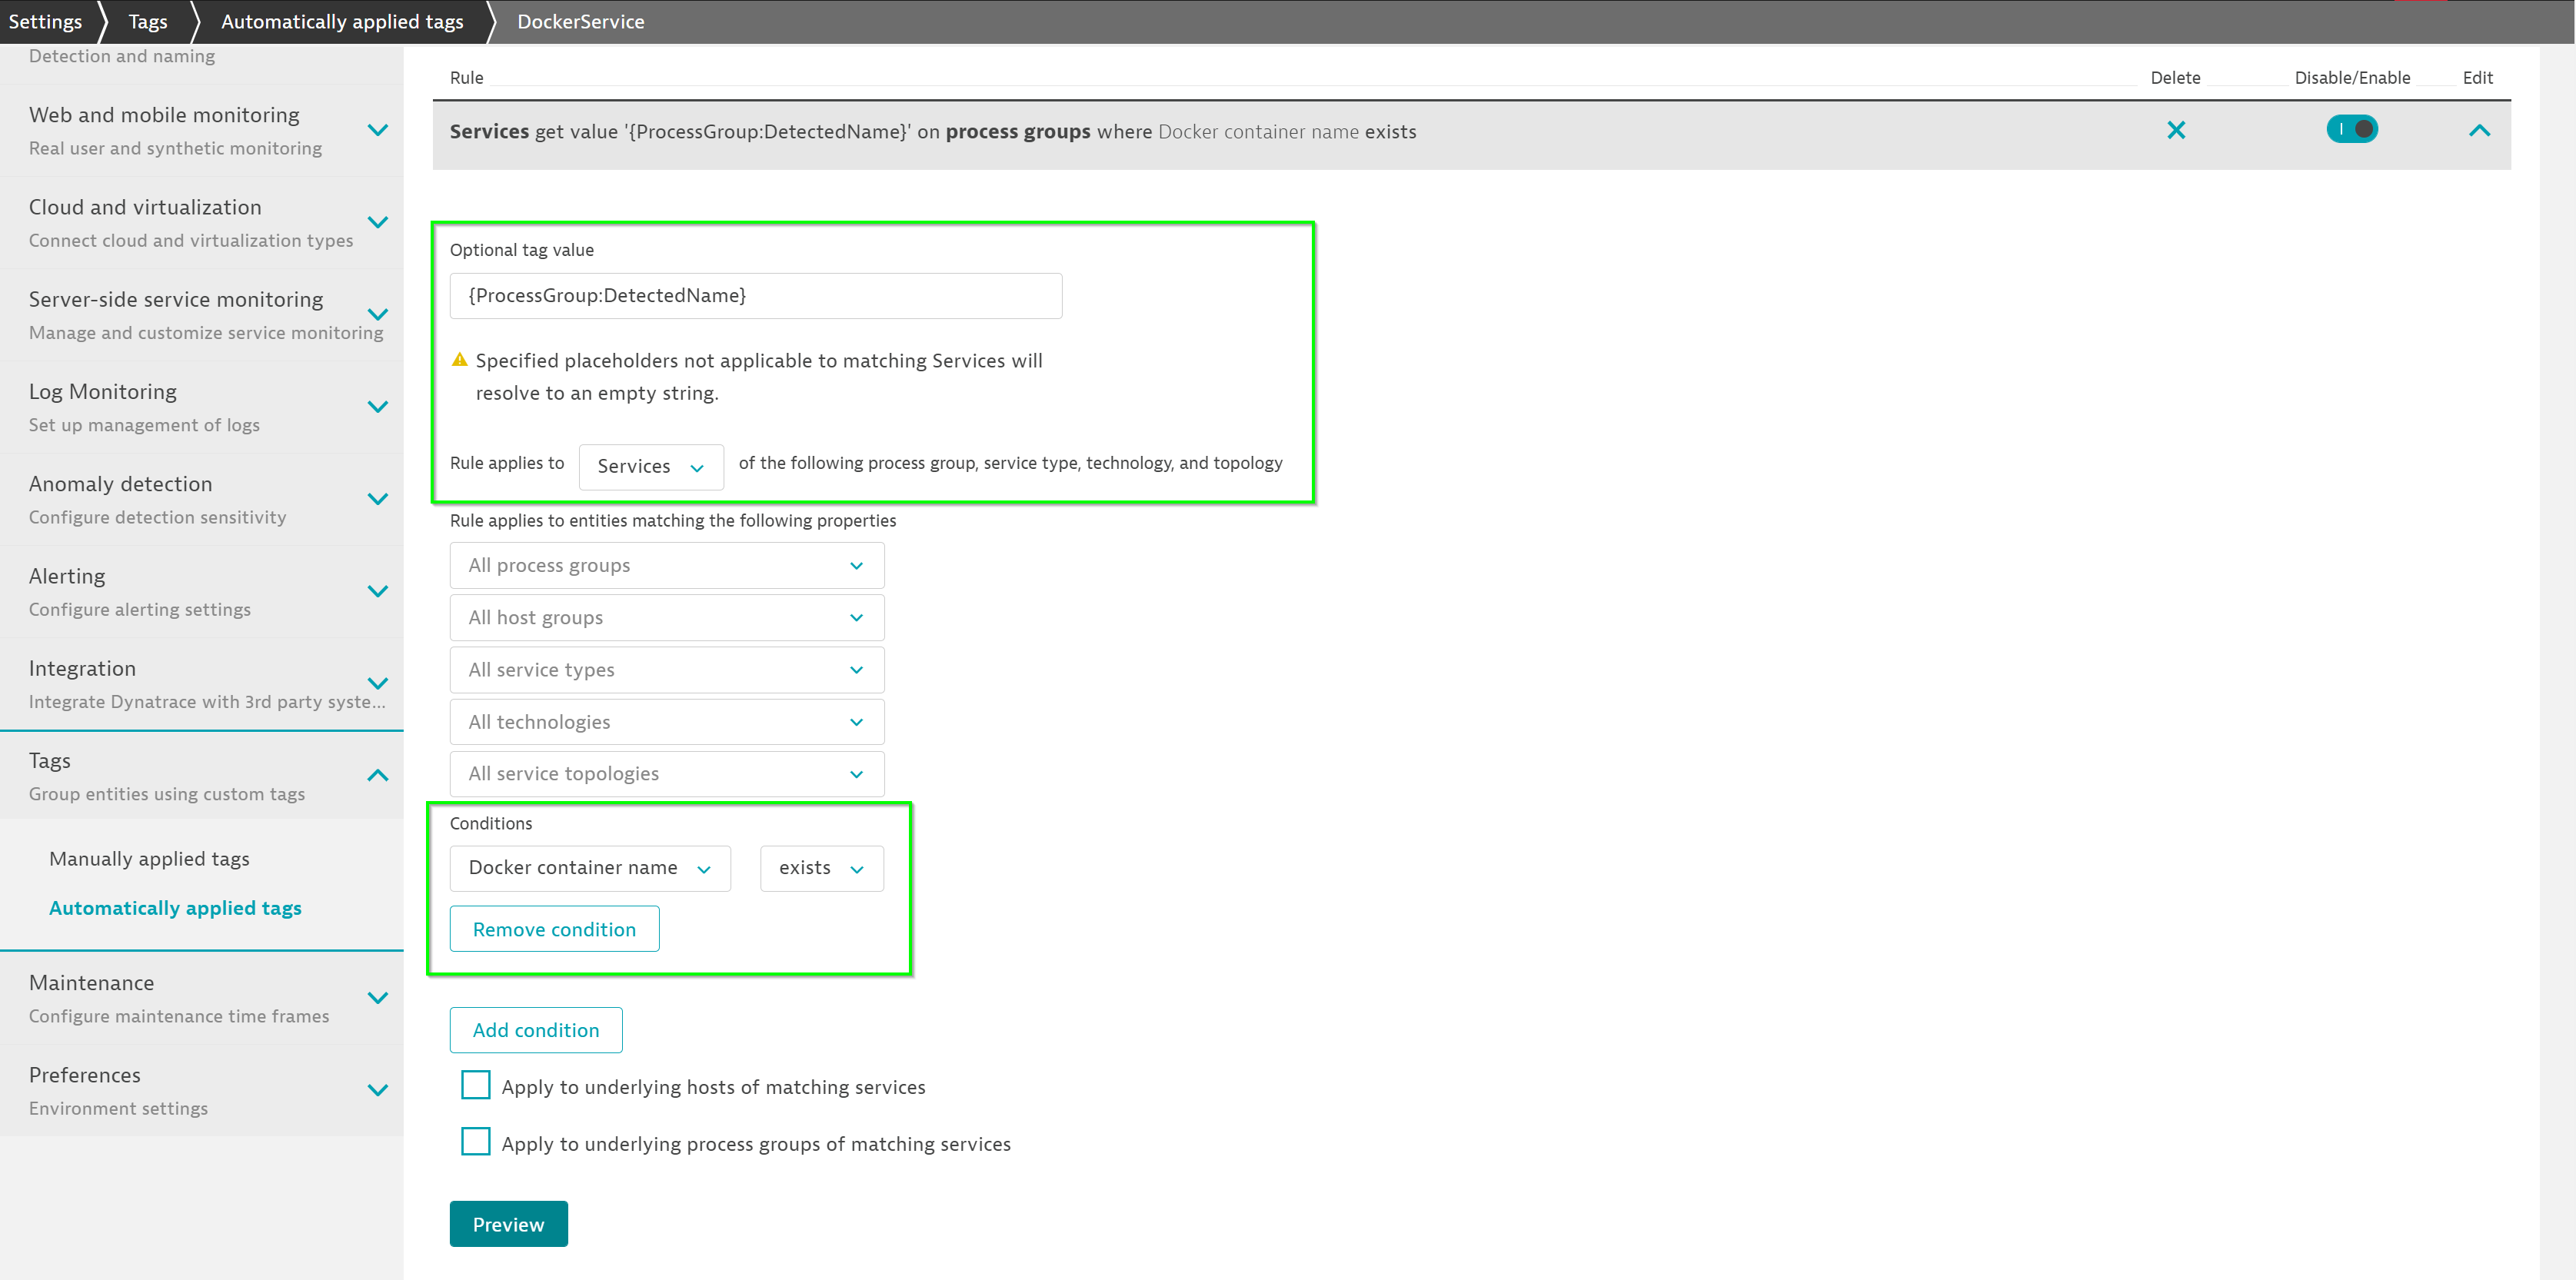 Settings Tags Automatically applied tags DockerService
Detection and naming
Web and mobile monitoring
Real user and synthetic monitoring
Cloud and virtualization
Connect cloud and virtualization types
Server-side service monitoring
Manage and customize service monitoring
Log Monitoring
Set up management of logs
Anomaly detection
Configure detection sensitivity
Alerting
Configure alerting settings
Integration
Integrate Dynatrace with 3rd party syste...
Tags
Group entities using custom tags
Manually applied tags
Automatically applied tags
Maintenance
Configure maintenance time frames
Preferences
Environment settings
Rule Delete Disable/Enable Edit
Services get value '{ProcessGroup:DetectedName}' on process groups where Docker container name exists
Optional tag value
{ProcessGroup:DetectedName}
Specified placeholders not applicable to matching Services will
resolve to an empty string.
Rule applies to Services of the following process group, service type, technology, and topology
Rule applies to entities matching the following properties
All process groups
All host groups
All service types
All technologies
All service topologies
Conditions
Docker container name exists
Remove condition
Add condition
Apply to underlying hosts of matching services
Apply to underlying process groups of matching services
Preview